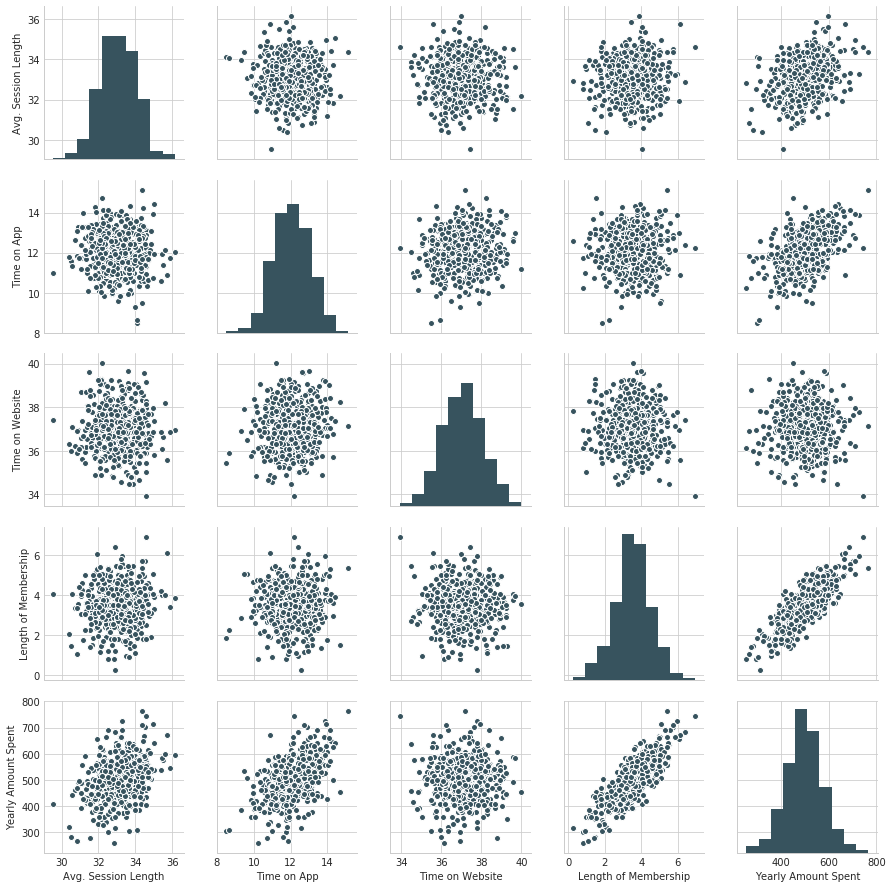 36
34
32
30
Avg. Session Length
14
12
10
8
Time on App
40
38
36
34
Time on Website
6
4
2
0
Length of Membership
800
700
600
500
400
300
Yearly Amount Spent
30 32 34 36
8 10 12 14
34 36 38 40
0 2 4 6
400 600 800
Avg. Session Length
Time on App
Time on Website
Length of Membership
Yearly Amount Spent